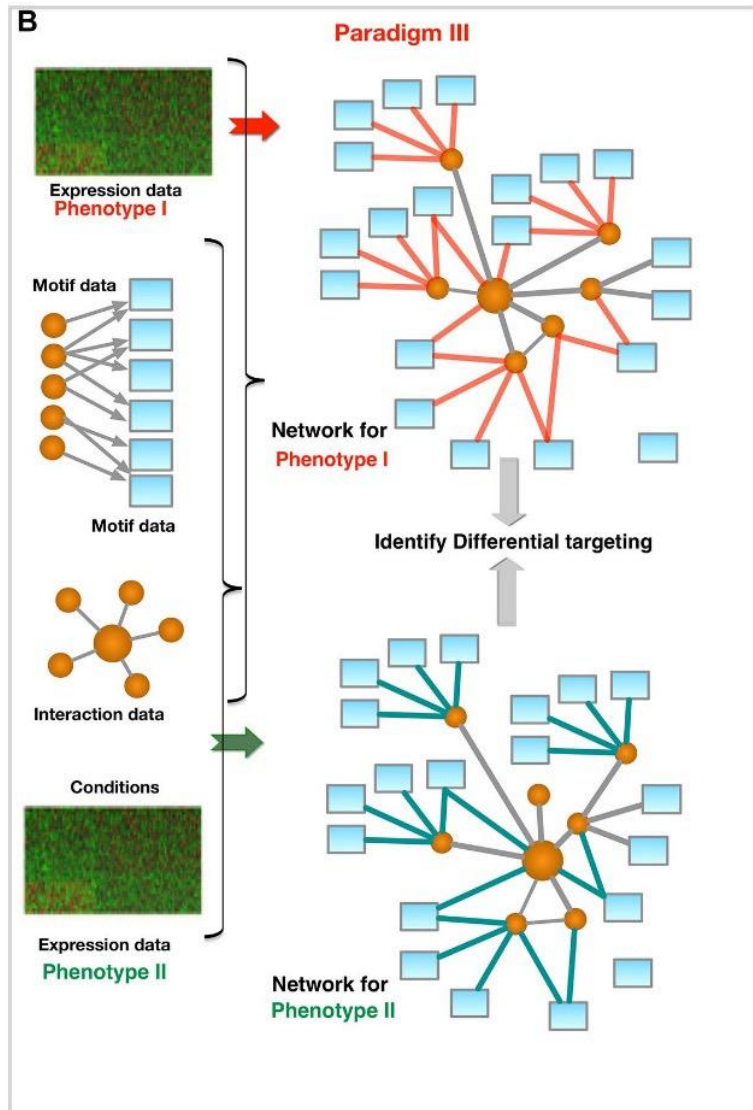 B
Paradigm III
Expression data
Phenotype I
Motif data
Motif data
Network for
Phenotype I
Identify Differential targeting
Interaction data
Conditions
Expression data
Phenotype II
Network for
Phenotype II